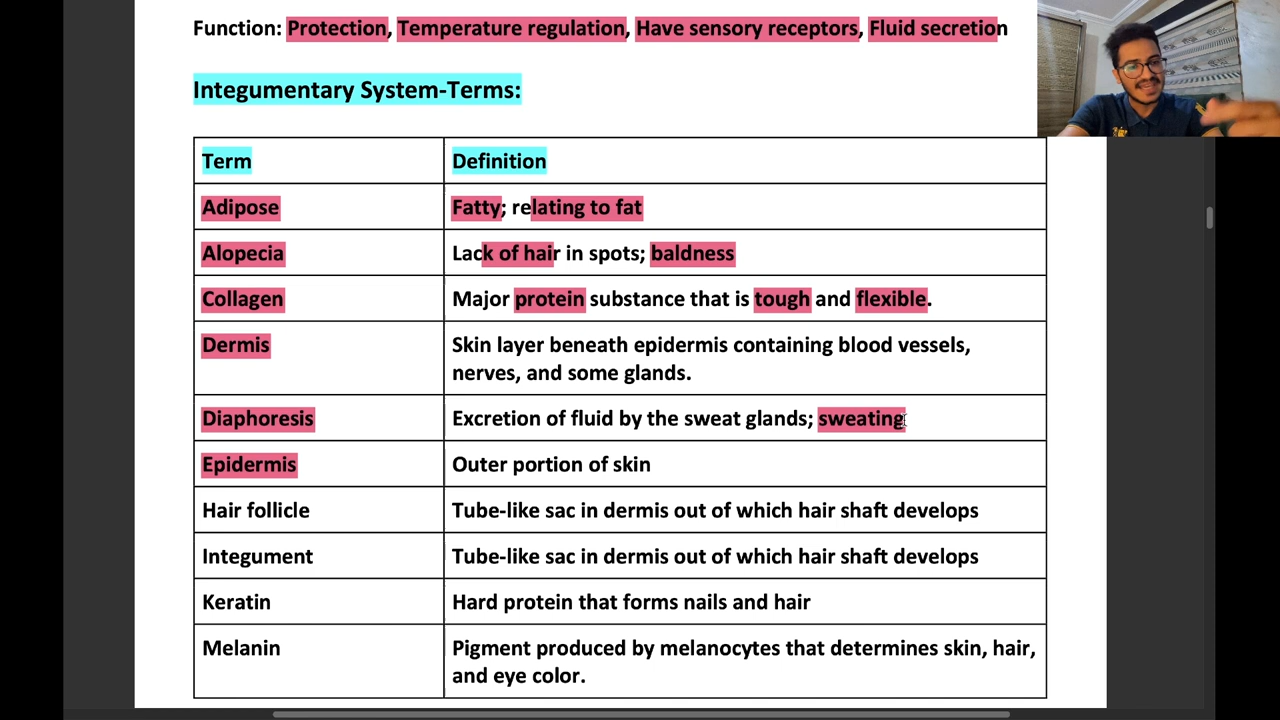 Function: Protection, Temperature regulation, Have sensory receptors, Fluid secretion
Integumentary System-Terms:
Term Definition
Adipose Fatty; relating to fat
Alopecia Lack of hair in spots; baldness
Collagen Major protein substance that is tough and flexible.
Dermis Skin layer beneath epidermis containing blood vessels,
nerves, and some glands.
Diaphoresis Excretion of fluid by the sweat glands; sweating
Epidermis Outer portion of skin
Hair follicle Tube-like sac in dermis out of which hair shaft develops
Integument Tube-like sac in dermis out of which hair shaft develops
Keratin Hard protein that forms nails and hair
Melanin Pigment produced by melanocytes that determines skin, hair,
and eye color.